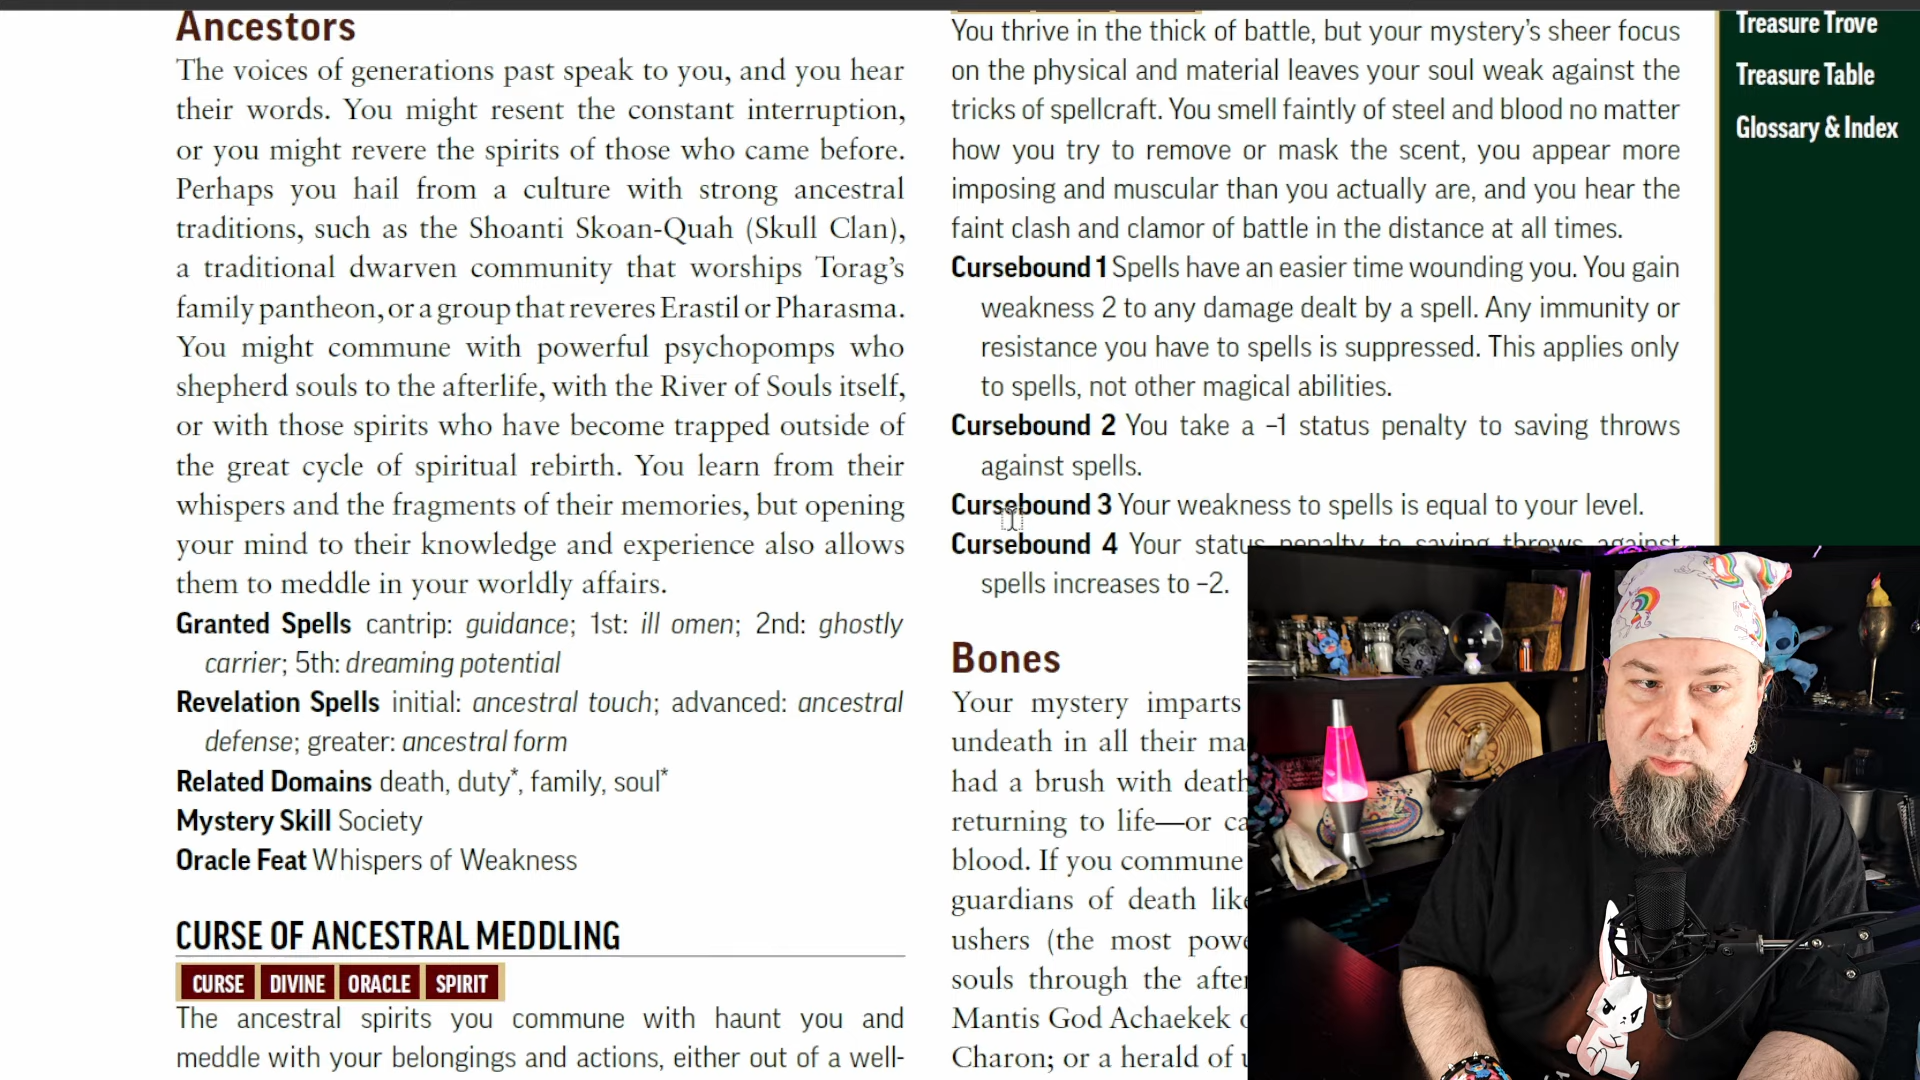 Ancestors
The voices of generations past speak to you, and you hear
their words. You might resent the constant interruption,
or you might revere the spirits of those who came before.
Perhaps you hail from a culture with strong ancestral
traditions, such as the Shoanti Skoan-Quah (Skull Clan),
a traditional dwarven community that worships Torag's
family pantheon, or a group that reveres Erastil or Pharasma.
You might commune with powerful psychopomps who
shepherd souls to the afterlife, with the River of Souls itself,
or with those spirits who have become trapped outside of
the great cycle of spiritual rebirth. You learn from their
whispers and the fragments of their memories, but opening
your mind to their knowledge and experience also allows
them to meddle in your worldly affairs.
Granted Spells cantrip: guidance; 1st: ill omen; 2nd: ghostly
carrier; 5th: dreaming potential
Revelation Spells initial: ancestral touch; advanced: ancestral
defense; greater: ancestral form
Related Domains death, duty*, family, soul*
Mystery Skill Society
Oracle Feat Whispers of Weakness
CURSE OF ANCESTRAL MEDDLING
CURSE DIVINE ORACLE SPIRIT
The ancestral spirits you commune with haunt you and
meddle with your belongings and actions, either out of a well-
You thrive in the thick of battle, but your mystery's sheer focus
on the physical and material leaves your soul weak against the
tricks of spellcraft. You smell faintly of steel and blood no matter
how you try to remove or mask the scent, you appear more
imposing and muscular than you actually are, and you hear the
faint clash and clamor of battle in the distance at all times.
Cursebound 1 Spells have an easier time wounding you. You gain
weakness 2 to any damage dealt by a spell. Any immunity or
resistance you have to spells is suppressed. This applies only
to spells, not other magical abilities.
Cursebound 2 You take a –1 status penalty to saving throws
against spells.
Cursebound 3 Your weakness to spells is equal to your level.
Cursebound 4 Your status penalty to saving throws against
spells increases to –2.
Bones
Your mystery imparts
undeath in all their
had a brush with death
returning to life—or
blood. If you commune
guardians of death like
ushers (the most
souls through the
Mantis God Achaekek
Charon; or a herald of
Treasure Trove
Treasure Table
Glossary & Index